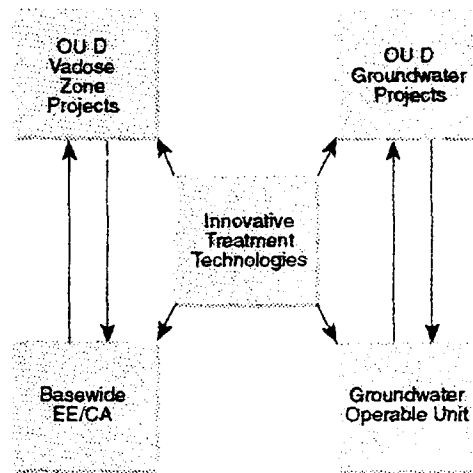 OU D
Vadose
Zone
Projects
OU D
Groundwater
Projects
Innovative
Treatment
Technologies
Basewide
EE/CA
Groundwater
Operable Unit